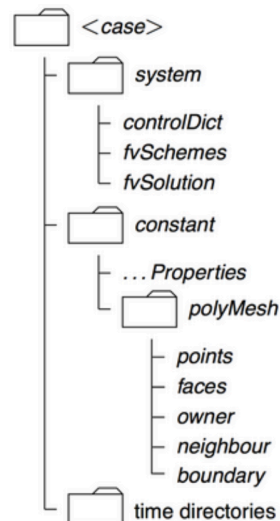 <case>
system
controlDict
fvSchemes
fvSolution
constant
...Properties
polyMesh
points
faces
owner
neighbour
boundary
time directories